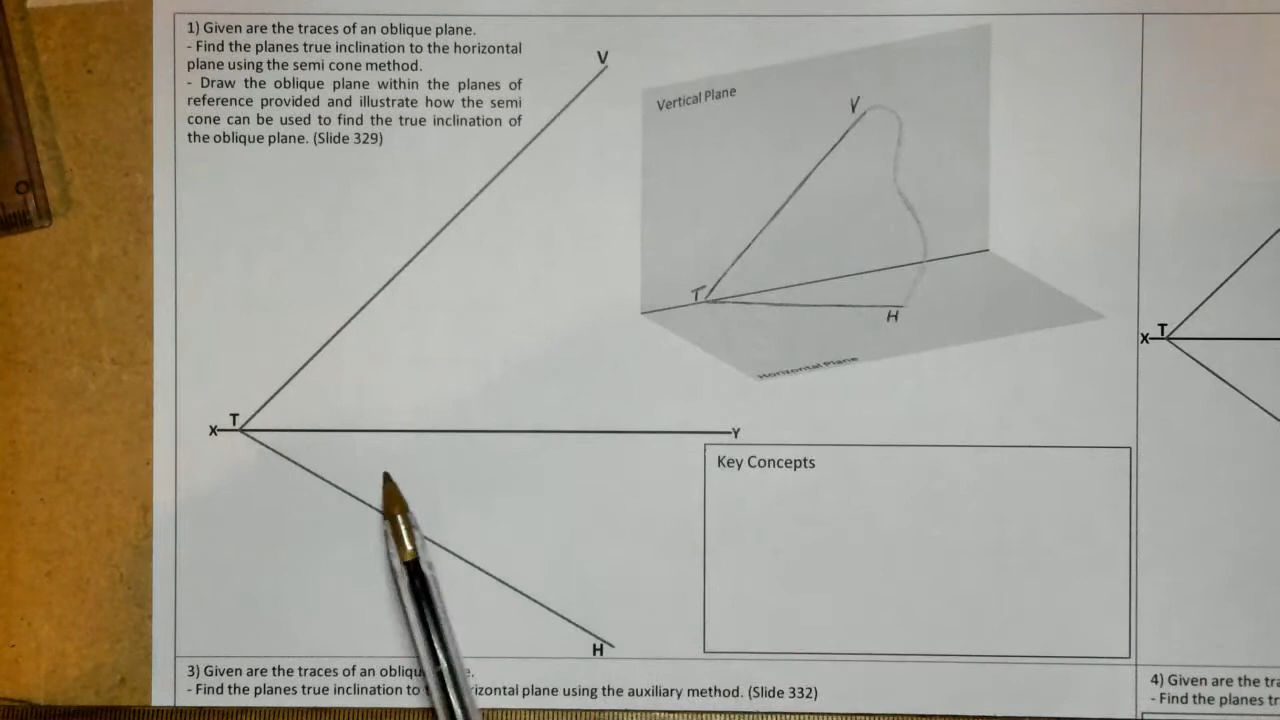 1) Given are the traces of an oblique plane.
- Find the planes true inclination to the horizontal
plane using the semi cone method.
- Draw the oblique plane within the planes of
reference provided and illustrate how the semi
cone can be used to find the true inclination of
the oblique plane. (Slide 329)
V
X T
Y
H
Vertical Plane
V
T
H
Horizontal Plane
Key Concepts
X T
3) Given are the traces of an
- Find the planes true inclination to plane using the auxiliary method. (Slide 332)
4) Given are the
- Find the planes